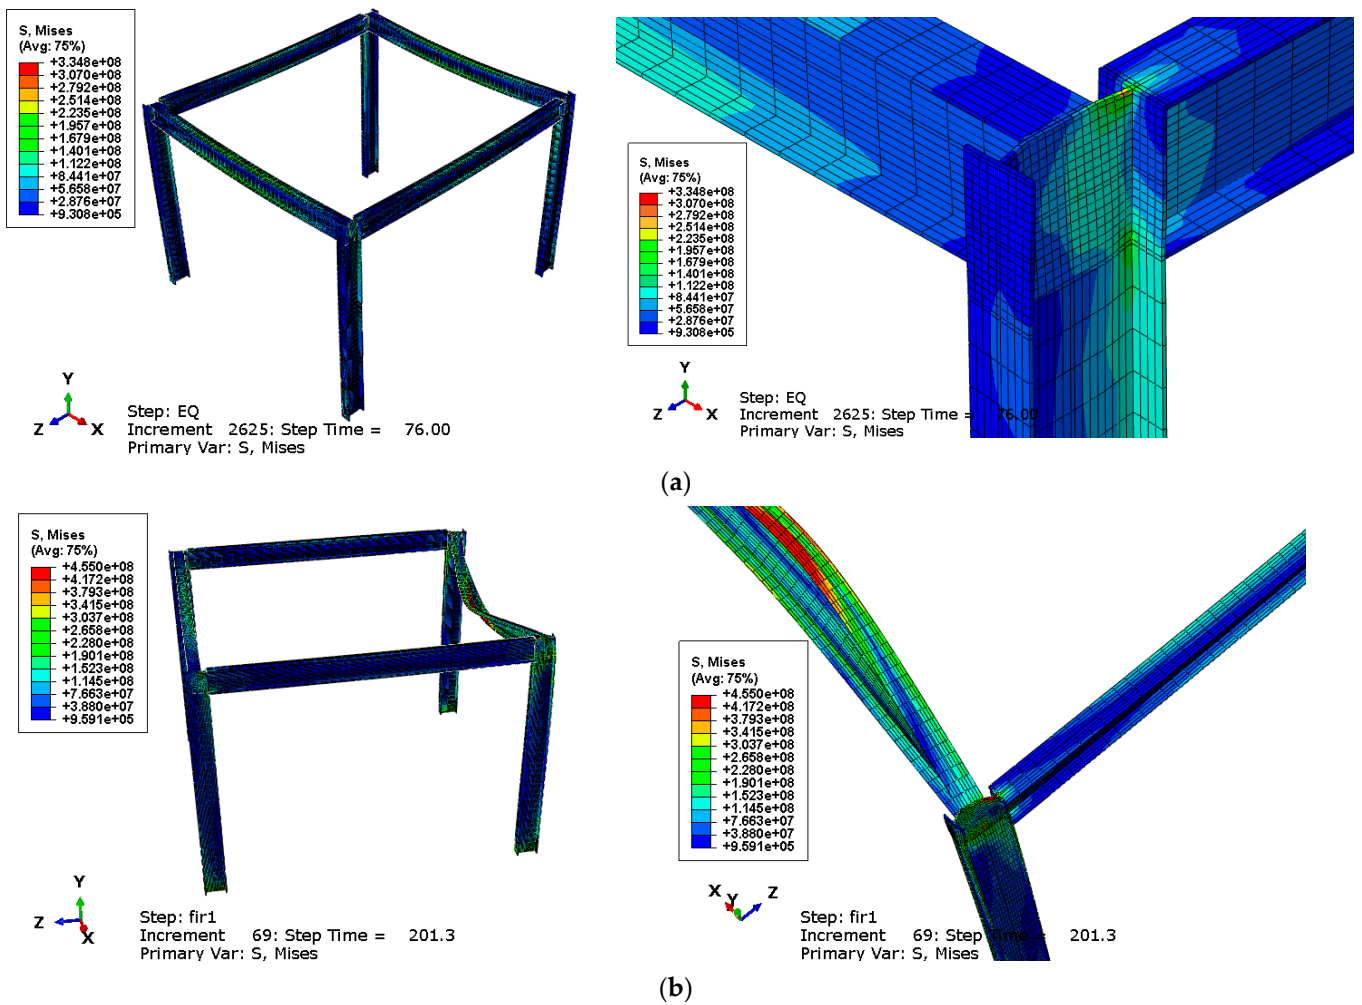 S, Mises
(Avg: 75%)
+3.348e+08
+3.070e+08
+2.792e+08
+2.514e+08
+2.235e+08
+1.957e+08
+1.679e+08
+1.401e+08
+1.122e+08
+8.441e+07
+5.658e+07
+2.876e+07
+9.308e+05
Y
Z
X
Step: EQ
Increment 2625: Step Time = 76.00
Primary Var: S, Mises
S, Mises
(Avg: 75%)
+3.348e+08
+3.070e+08
+2.792e+08
+2.514e+08
+2.235e+08
+1.957e+08
+1.679e+08
+1.401e+08
+1.122e+08
+8.441e+07
+5.658e+07
+2.876e+07
+9.308e+05
Y
Z
X
Step: EQ
Increment 2625: Step Time = 76.00
Primary Var: S, Mises
(a)
S, Mises
(Avg: 75%)
+4.550e+08
+4.172e+08
+3.793e+08
+3.415e+08
+3.037e+08
+2.658e+08
+2.280e+08
+1.901e+08
+1.523e+08
+1.145e+08
+7.663e+07
+3.880e+07
+9.591e+05
Y
Z
X
Step: fir1
Increment 69: Step Time = 201.3
Primary Var: S, Mises
S, Mises
(Avg: 75%)
+4.550e+08
+4.172e+08
+3.793e+08
+3.415e+08
+3.037e+08
+2.658e+08
+2.280e+08
+1.901e+08
+1.523e+08
+1.145e+08
+7.663e+07
+3.880e+07
+9.591e+05
X
Y
Z
Step: fir1
Increment 69: Step Time = 201.3
Primary Var: S, Mises
(b)